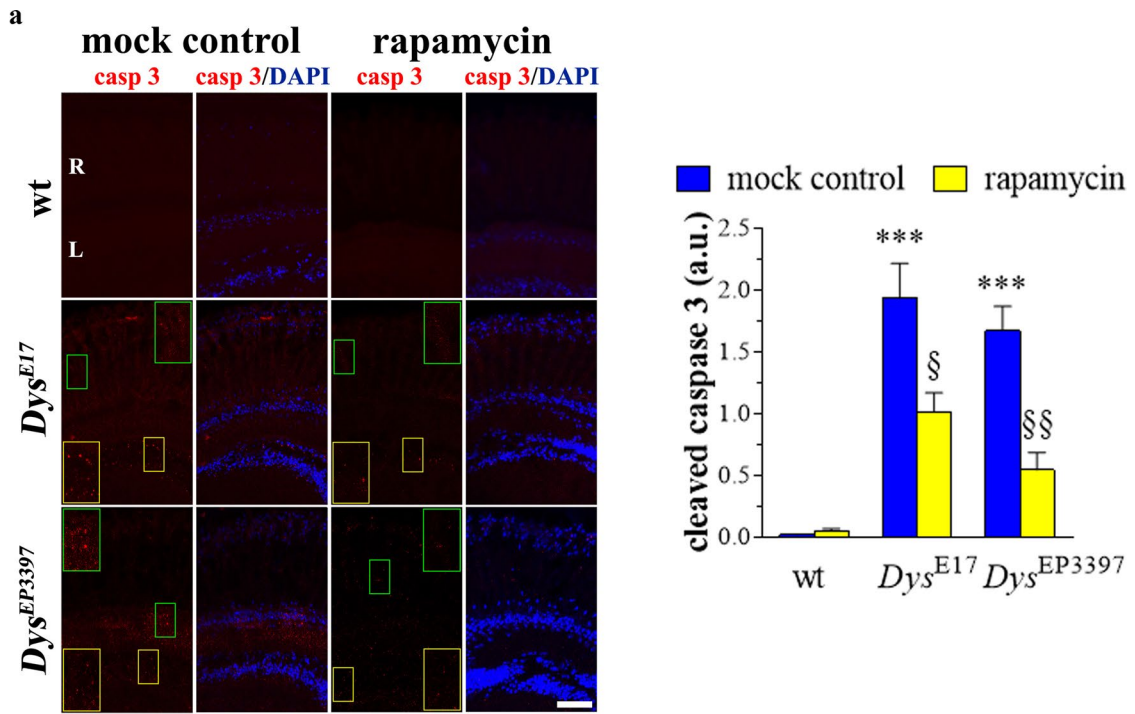 a
mock control rapamycin
casp 3 casp 3/DAPI casp 3 casp 3/DAPI
wt
R
L
DysE17
DysEP3397
mock control rapamycin
cleaved caspase 3 (a.u.)
2.5
2.0
1.5
1.0
0.5
0.0
***
§
***
§§
wt DysE17 DysEP3397